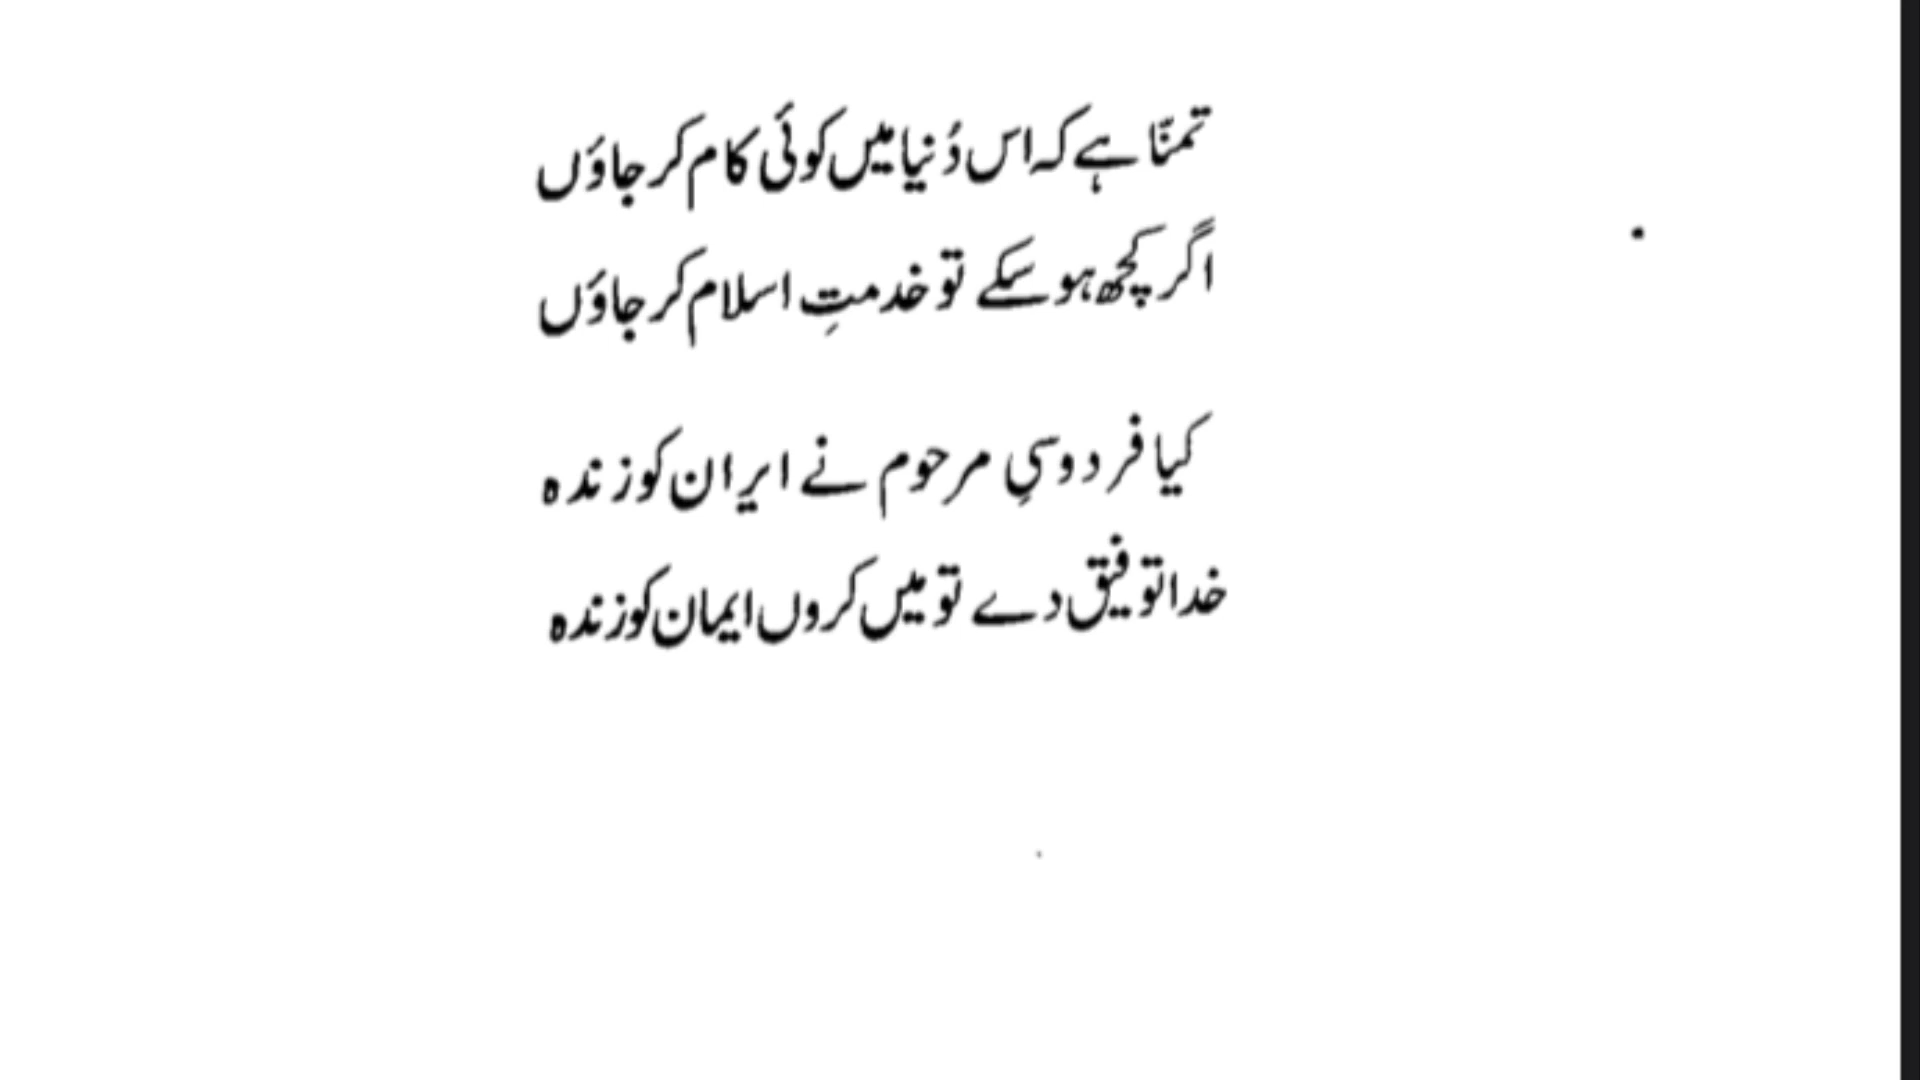 تمنّا ہے کہ اس دُنیا میں کوئی کام کر جاؤں
اگر کچھ ہو سکے تو خدمتِ اسلام کر جاؤں
کیا فردوسیِ مرحوم نے ایران کو زندہ
خدا توفیق دے تو میں کروں ایمان کو زندہ